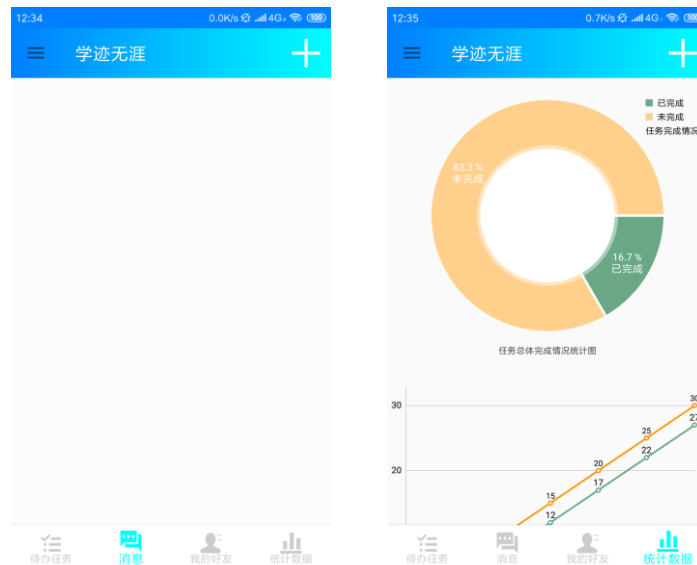 12:34 0.0K/s 4G 100
学迹无涯
待办任务 消息 我的好友 统计数据
12:35 0.7K/s 4G 100
学迹无涯
已完成
未完成
任务完成情况
83.3 %
未完成
16.7 %
已完成
任务总体完成情况统计图
30
30
27
25
22
20
20
17
15
12
待办任务 消息 我的好友 统计数据